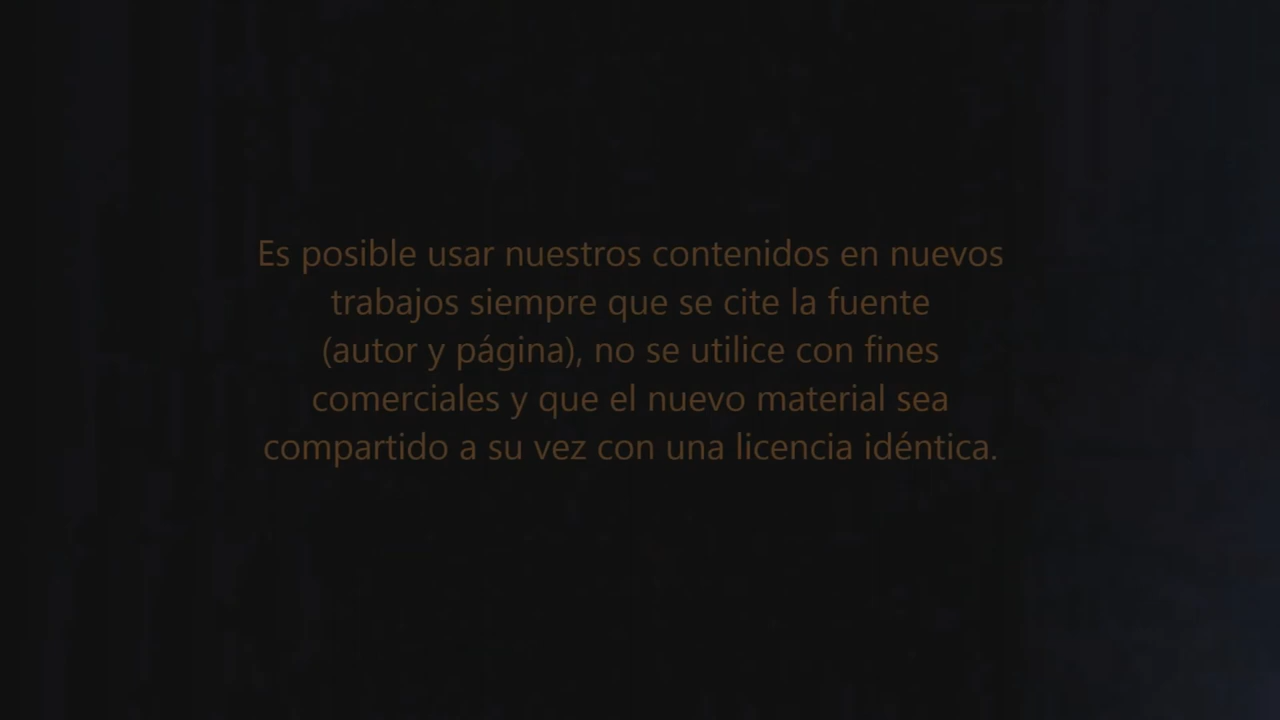 Es posible usar nuestros contenidos en nuevos
trabajos siempre que se cite la fuente
(autor y página), no se utilice con fines
comerciales y que el nuevo material sea
compartido a su vez con una licencia idéntica.